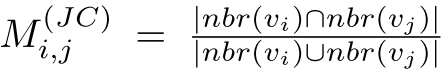 $M_{i,j}^{(JC)} = \frac{|nbr(v_i) \cap nbr(v_j)|}{|nbr(v_i) \cup nbr(v_j)|}$